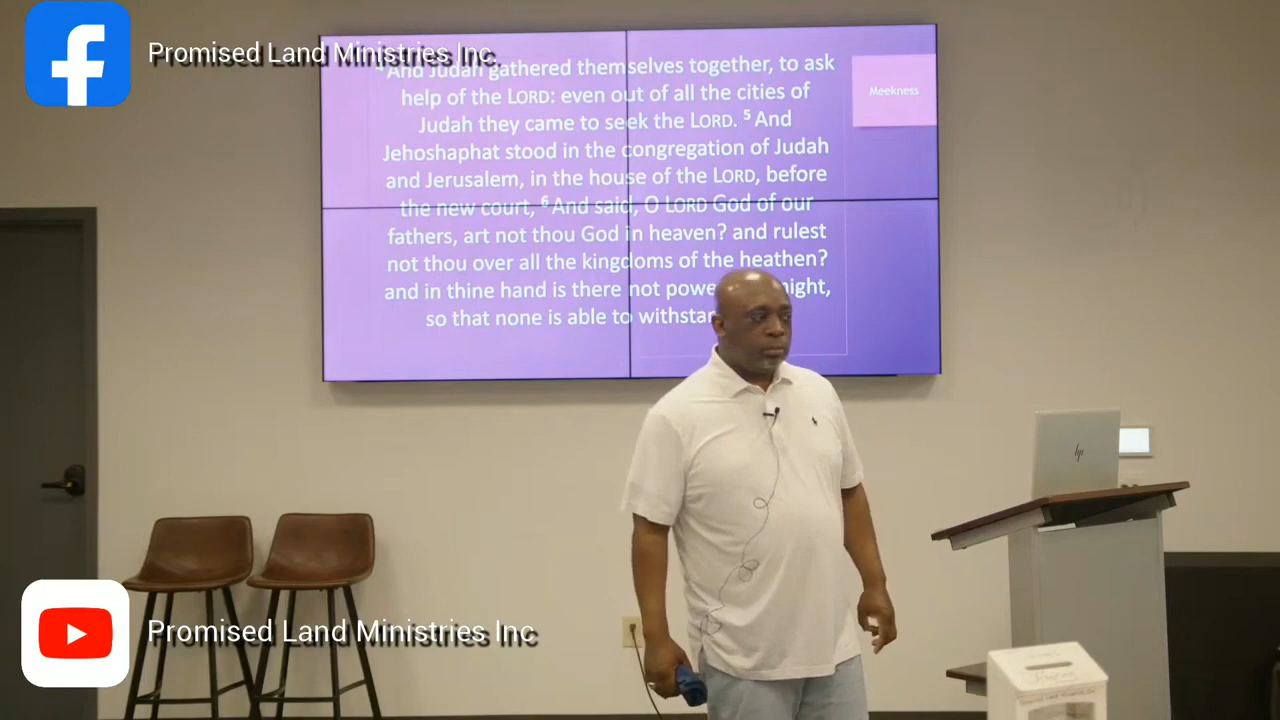 Promised Land Ministries Inc.
And Judah gathered themselves together, to ask
help of the LORD: even out of all the cities of
Judah they came to seek the LORD. 5 And
Jehoshaphat stood in the congregation of Judah
and Jerusalem, in the house of the LORD, before
the new court, 6 And said, O LORD God of our
fathers, art not thou God in heaven? and rulest
not thou over all the kingdoms of the heathen?
and in thine hand is there not
so that none is able to
Meekness
hp
Promised Land Ministries Inc